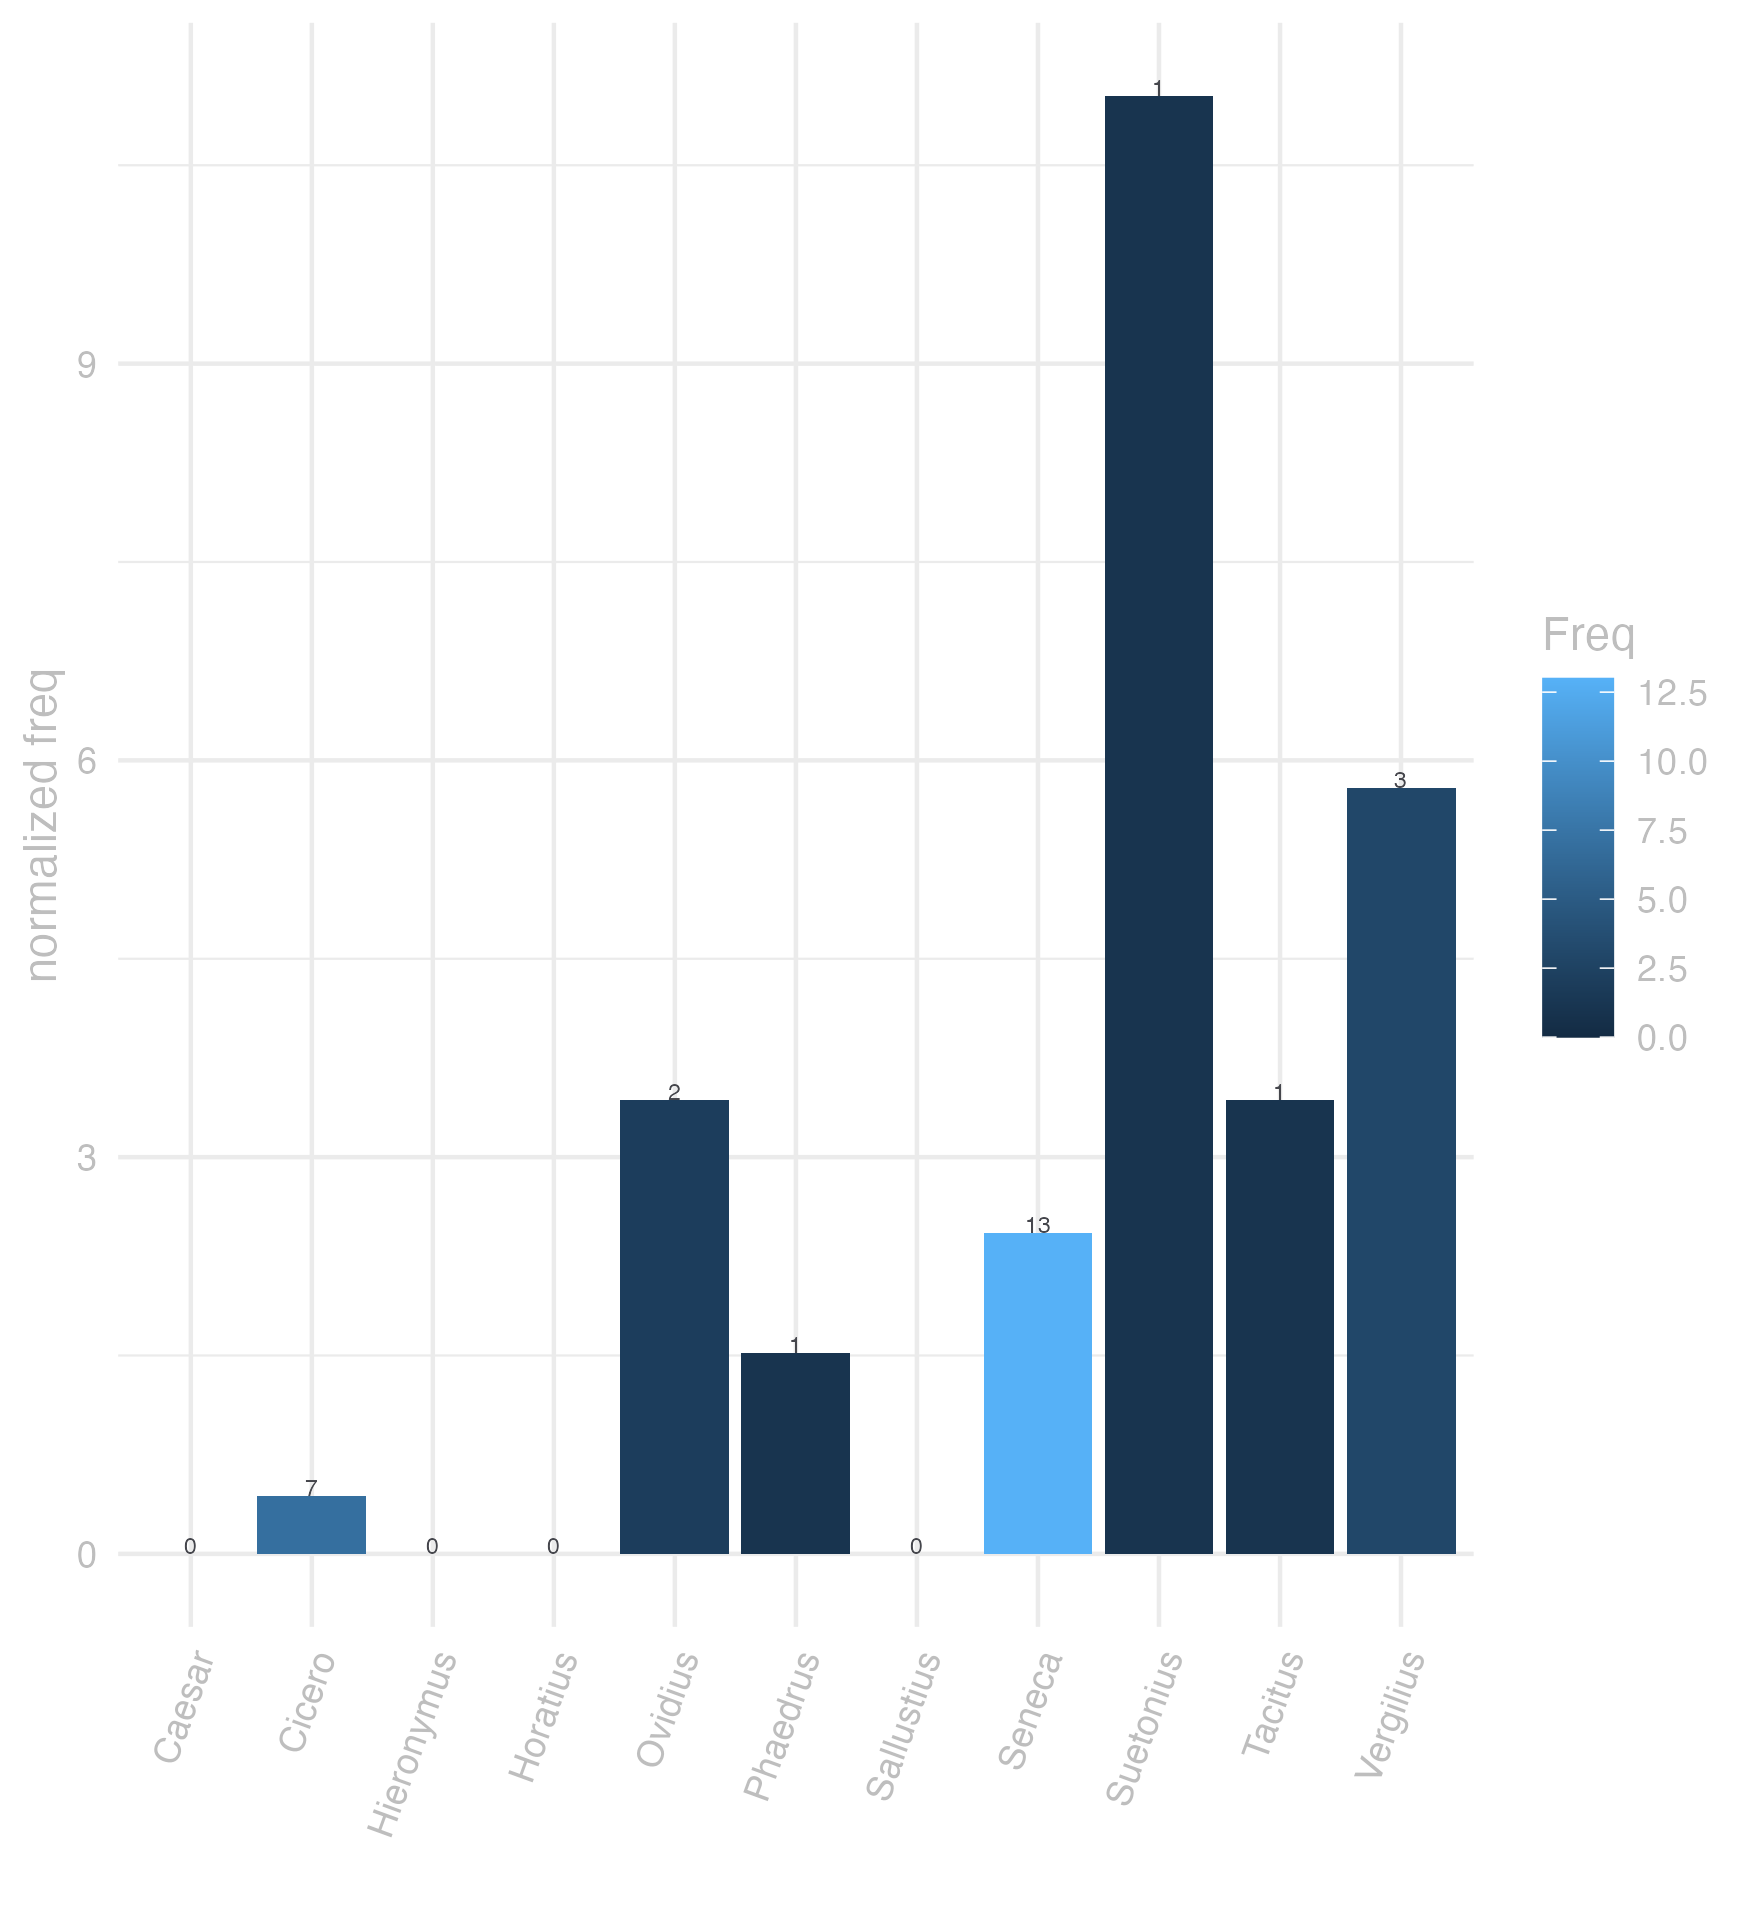 normalized freq
9
6
3
0
0
7
0
0
2
1
0
13
1
1
3
Caesar
Cicero
Hieronymus
Horatius
Ovidius
Phaedrus
Sallustius
Seneca
Suetonius
Tacitus
Vergilius
Freq
12.5
10.0
7.5
5.0
2.5
0.0